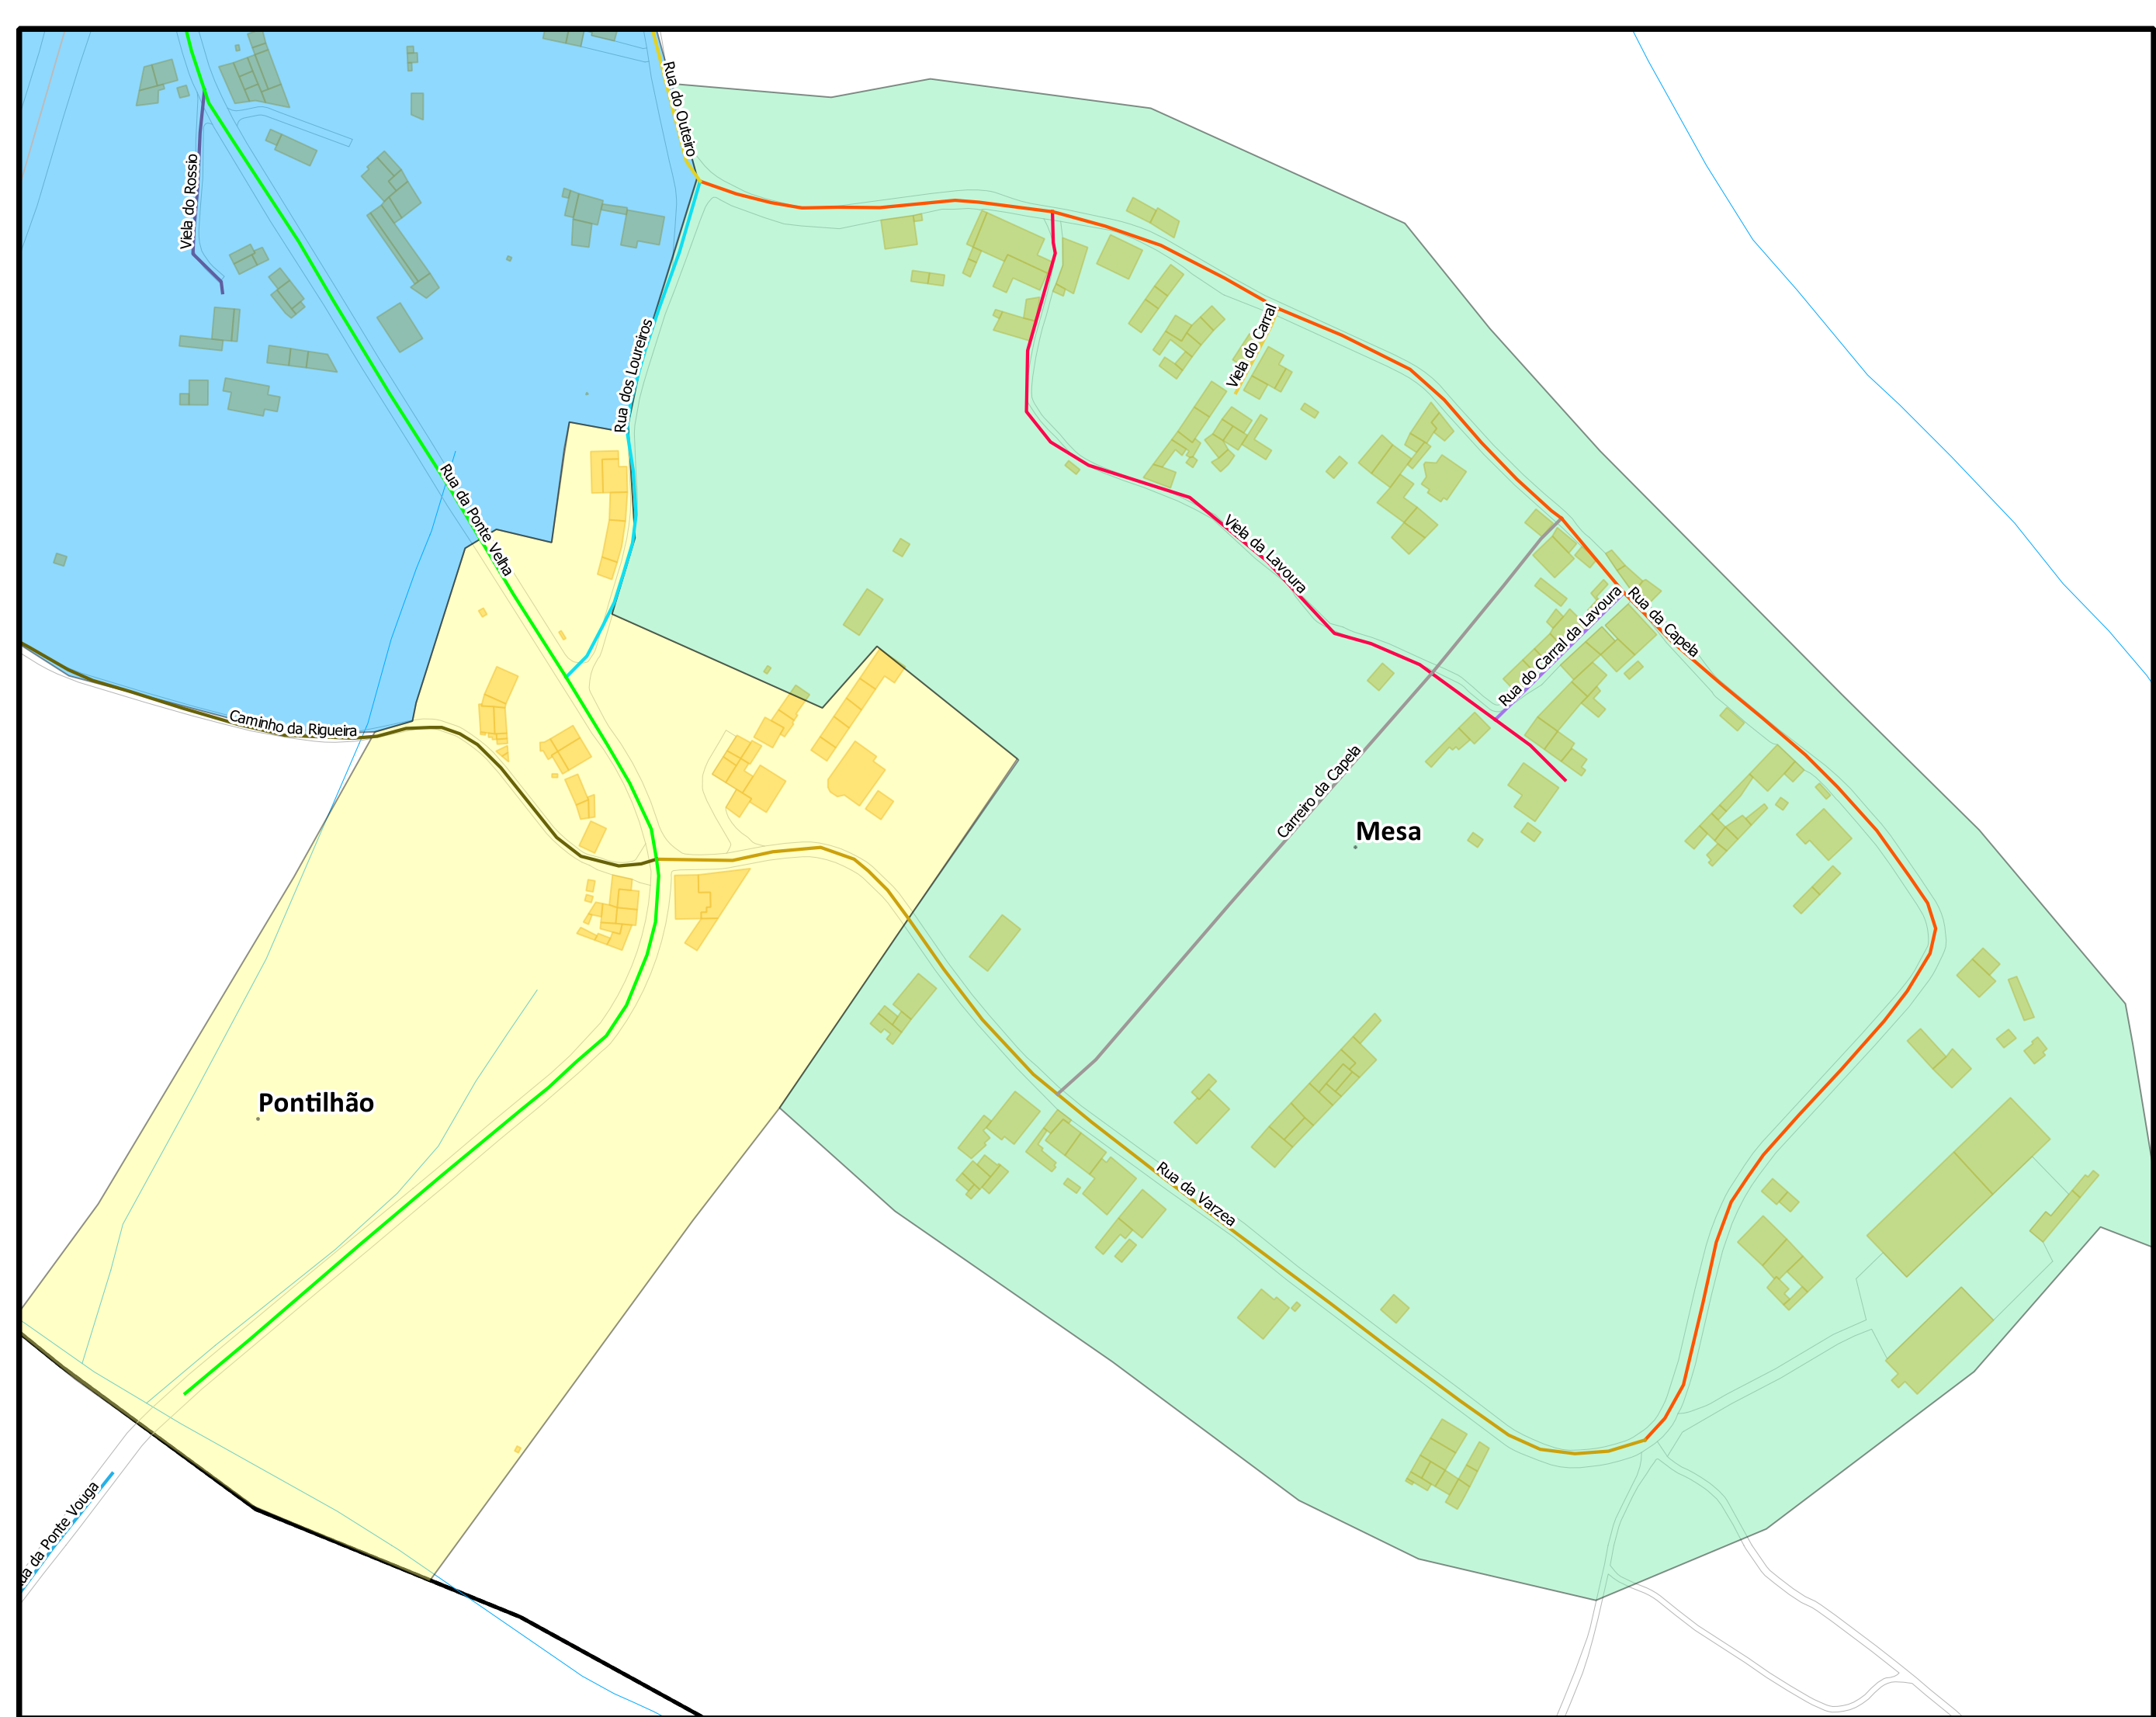 Rua do Outeiro
Viela do Rossio
Viela do Carral
Rua dos Loureiros
Rua da Ponte Velha
Viela da Lavoura
Rua do Carral da Lavoura
Rua da Capela
Caminho da Rigueira
Carreiro da Capela
Mesa
Pontilhão
Rua da Varzea
da Ponte Vouga